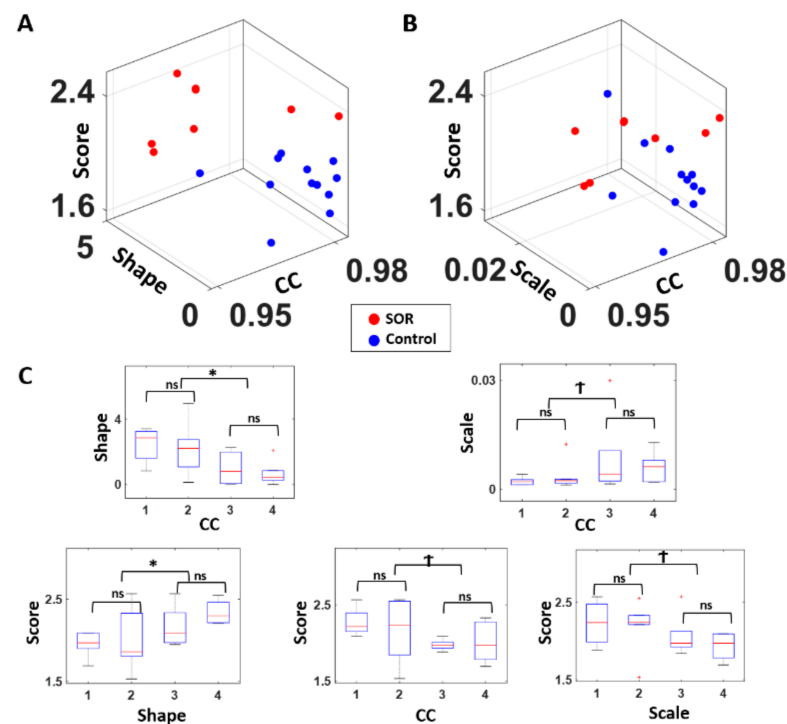 A
B
2.4
Score
1.6
5
Shape
0
0.95
CC
0.98
2.4
Score
1.6
0.02
Scale
0
0.95
CC
0.98
SOR
Control
C
Shape
4
0
ns
*
ns
1 2 3 4
CC
Scale
0.03
0
ns
†
ns
1 2 3 4
CC
Score
2.5
1.5
ns
*
ns
1 2 3 4
Shape
Score
2.5
1.5
ns
†
ns
1 2 3 4
CC
Score
2.5
1.5
ns
†
ns
1 2 3 4
Scale